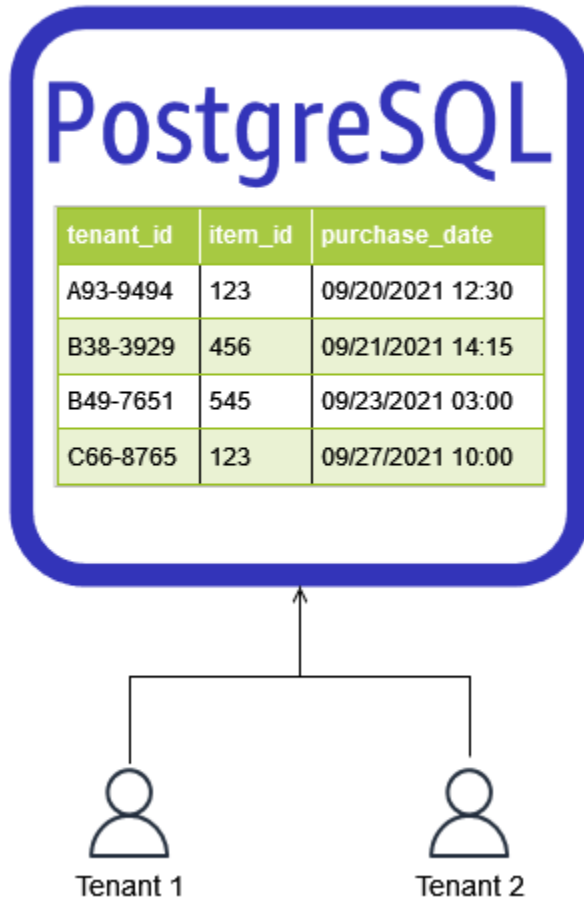 PostgreSQL
tenant_id item_id purchase_date
A93-9494 123 09/20/2021 12:30
B38-3929 456 09/21/2021 14:15
B49-7651 545 09/23/2021 03:00
C66-8765 123 09/27/2021 10:00
Tenant 1 Tenant 2